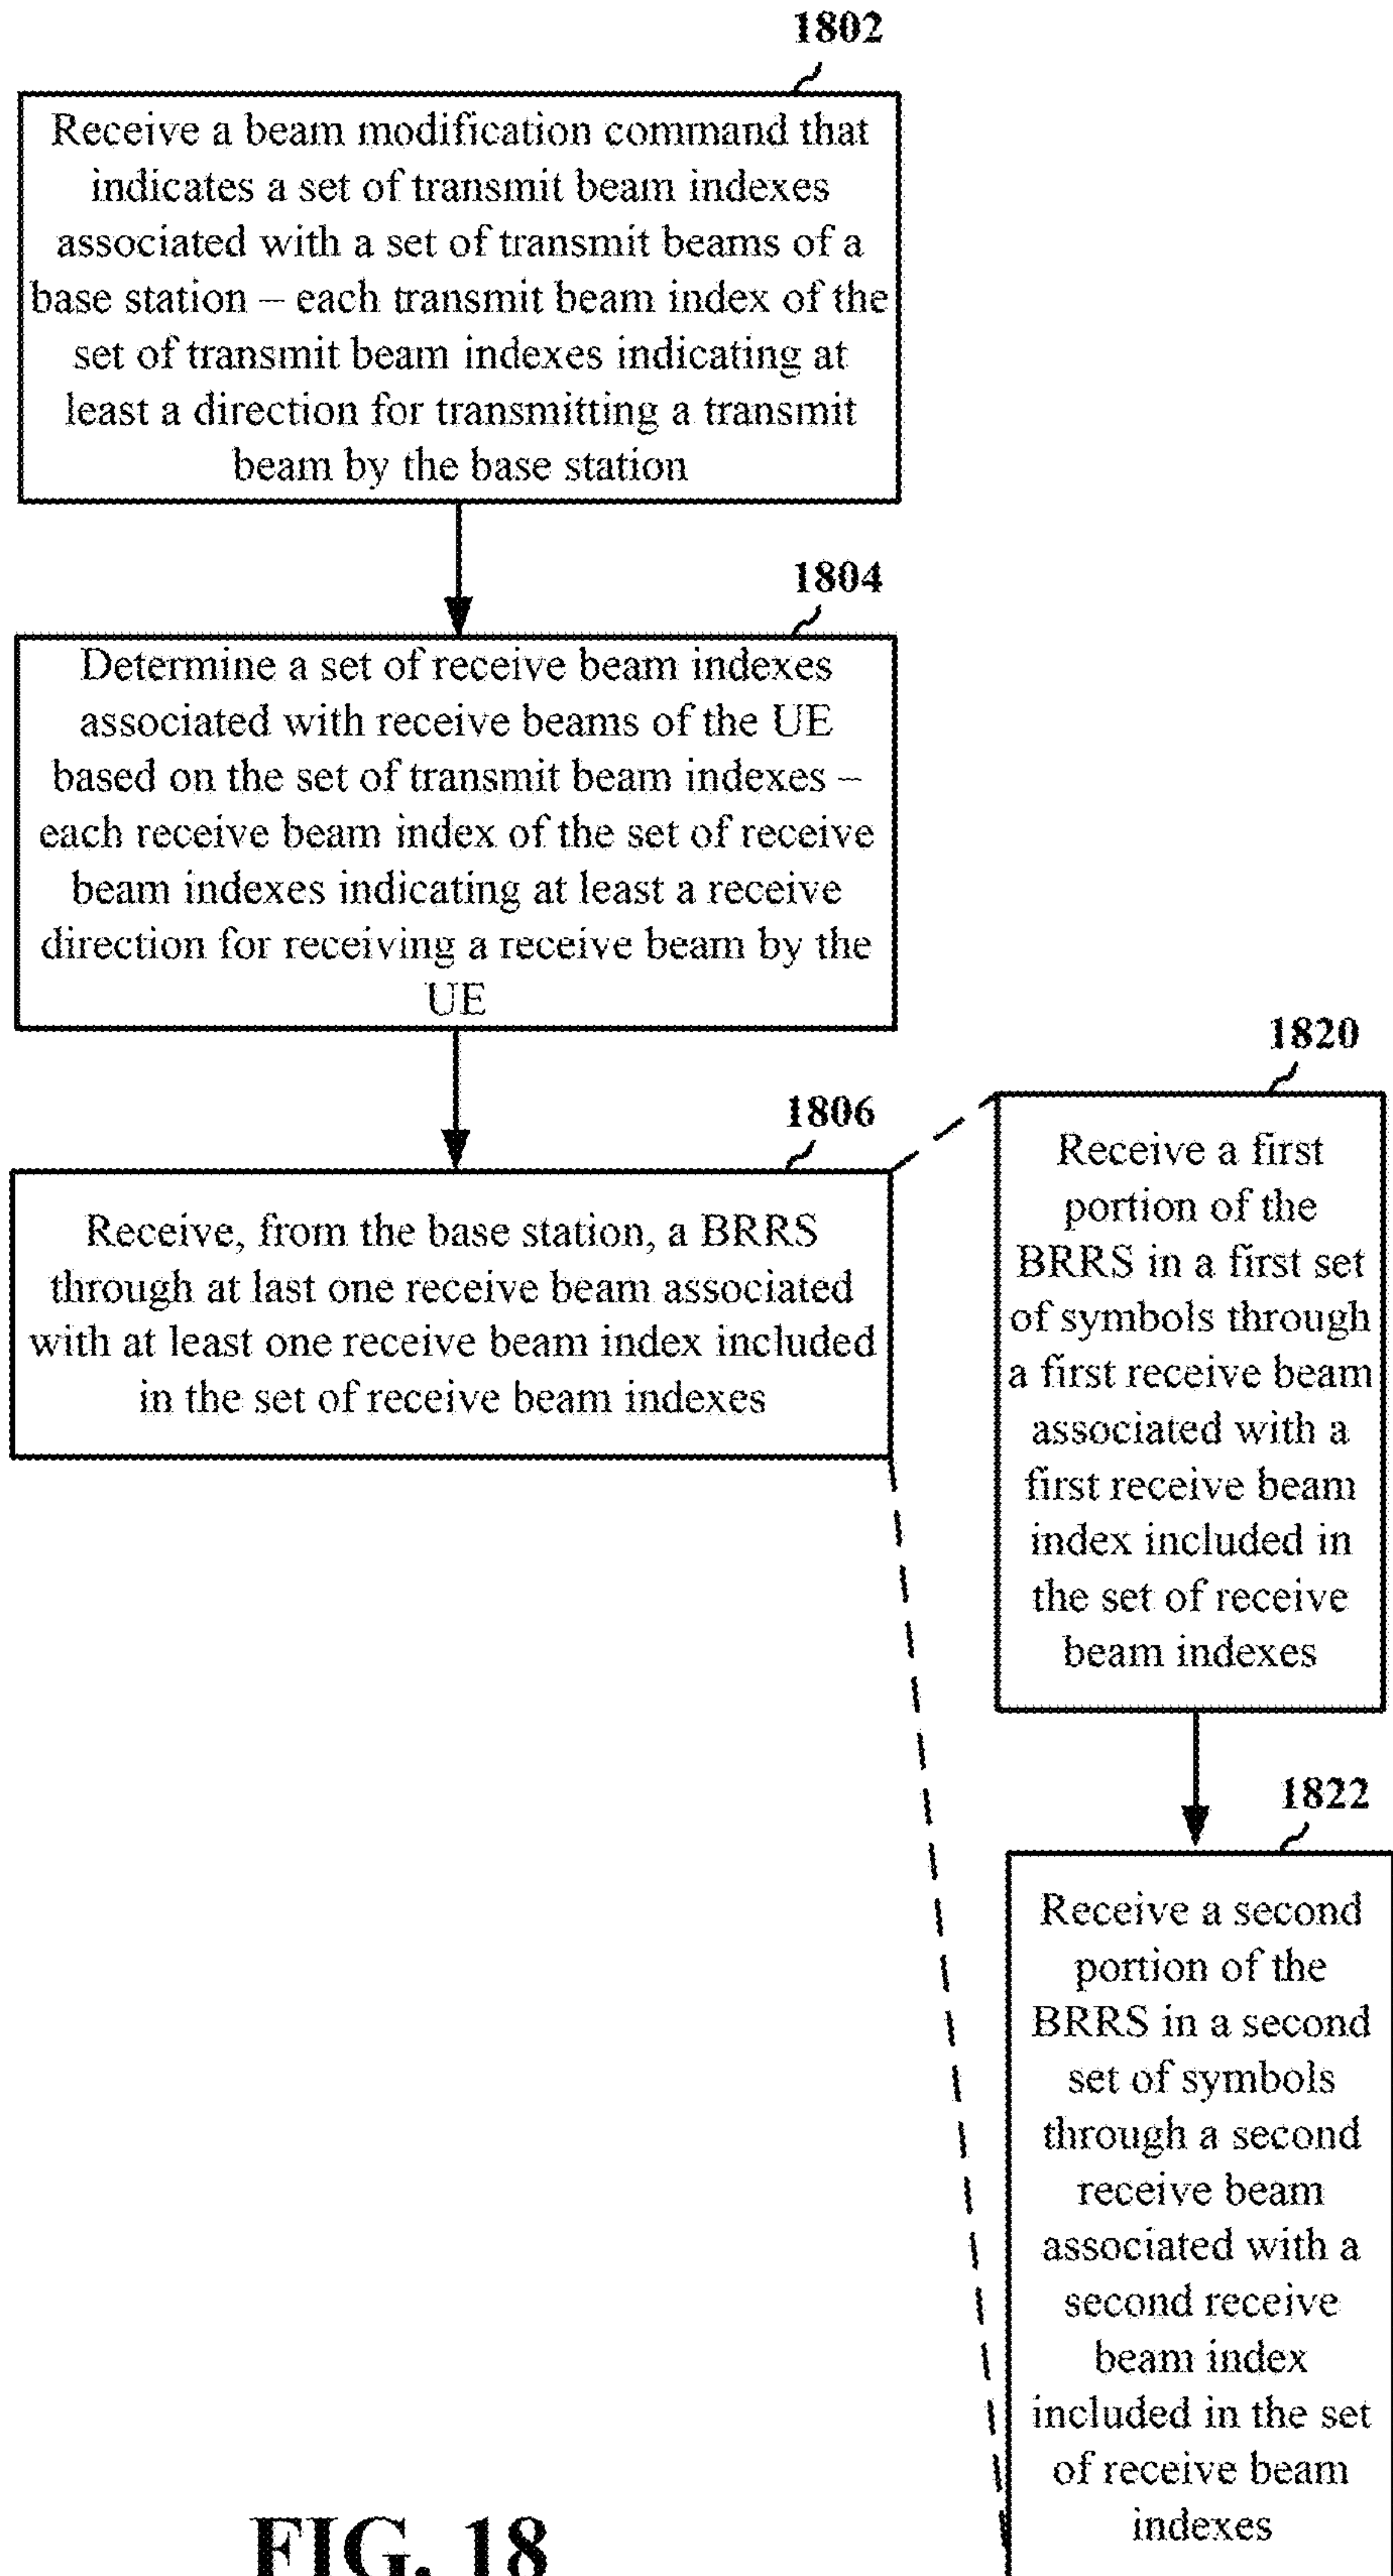 1802
Receive a beam modification command that
indicates a set of transmit beam indexes
associated with a set of transmit beams of a
base station – each transmit beam index of the
set of transmit beam indexes indicating at
least a direction for transmitting a transmit
beam by the base station
1804
Determine a set of receive beam indexes
associated with receive beams of the UE
based on the set of transmit beam indexes –
each receive beam index of the set of receive
beam indexes indicating at least a receive
direction for receiving a receive beam by the
UE
1806
Receive, from the base station, a BRRS
through at last one receive beam associated
with at least one receive beam index included
in the set of receive beam indexes
1820
Receive a first
portion of the
BRRS in a first set
of symbols through
a first receive beam
associated with a
first receive beam
index included in
the set of receive
beam indexes
1822
Receive a second
portion of the
BRRS in a second
set of symbols
through a second
receive beam
associated with a
second receive
beam index
included in the set
of receive beam
indexes
FIG. 18